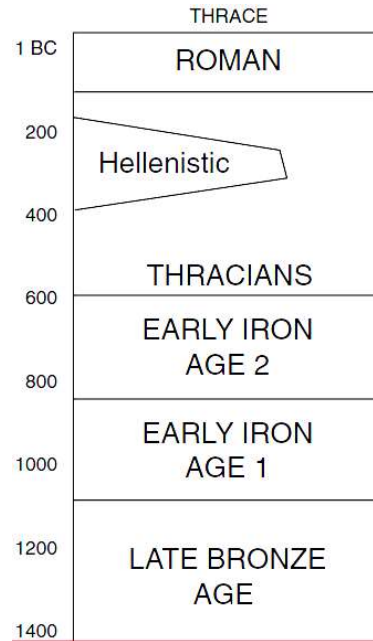 THRACE
1 BC
ROMAN
200
Hellenistic
400
THRACIANS
600
EARLY IRON
AGE 2
800
EARLY IRON
AGE 1
1000
1200
LATE BRONZE
AGE
1400